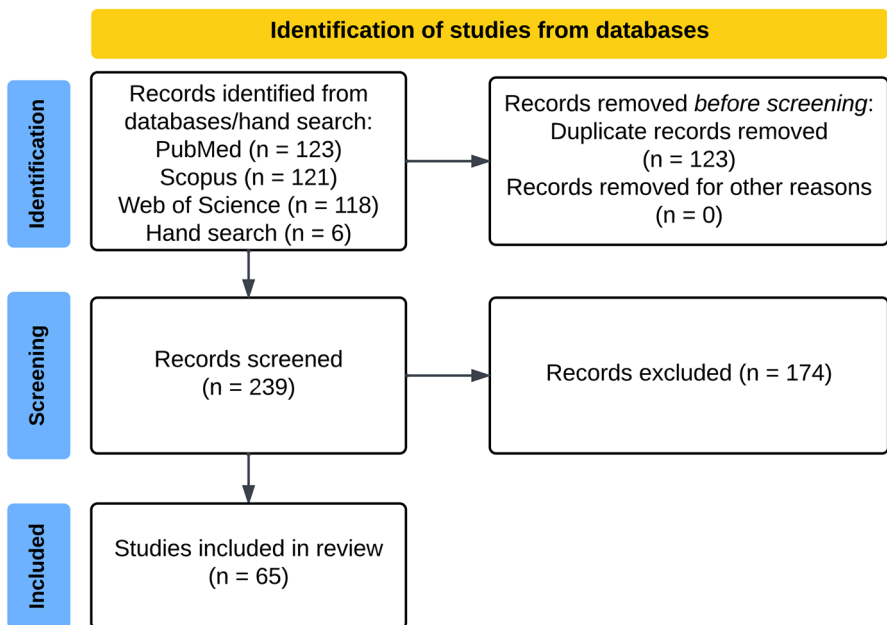 Identification of studies from databases
Identification
Records identified from
databases/hand search:
PubMed (n = 123)
Scopus (n = 121)
Web of Science (n = 118)
Hand search (n = 6)
Records removed before screening:
Duplicate records removed
(n = 123)
Records removed for other reasons
(n = 0)
Screening
Records screened
(n = 239)
Records excluded (n = 174)
Included
Studies included in review
(n = 65)